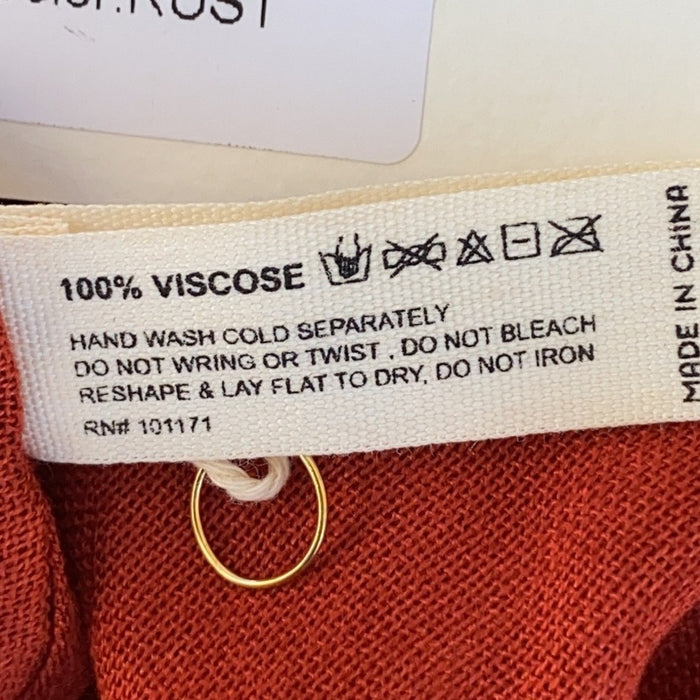 RUST
100% VISCOSE
HAND WASH COLD SEPARATELY
DO NOT WRING OR TWIST . DO NOT BLEACH
RESHAPE & LAY FLAT TO DRY, DO NOT IRON
RN# 101171
MADE IN CHINA